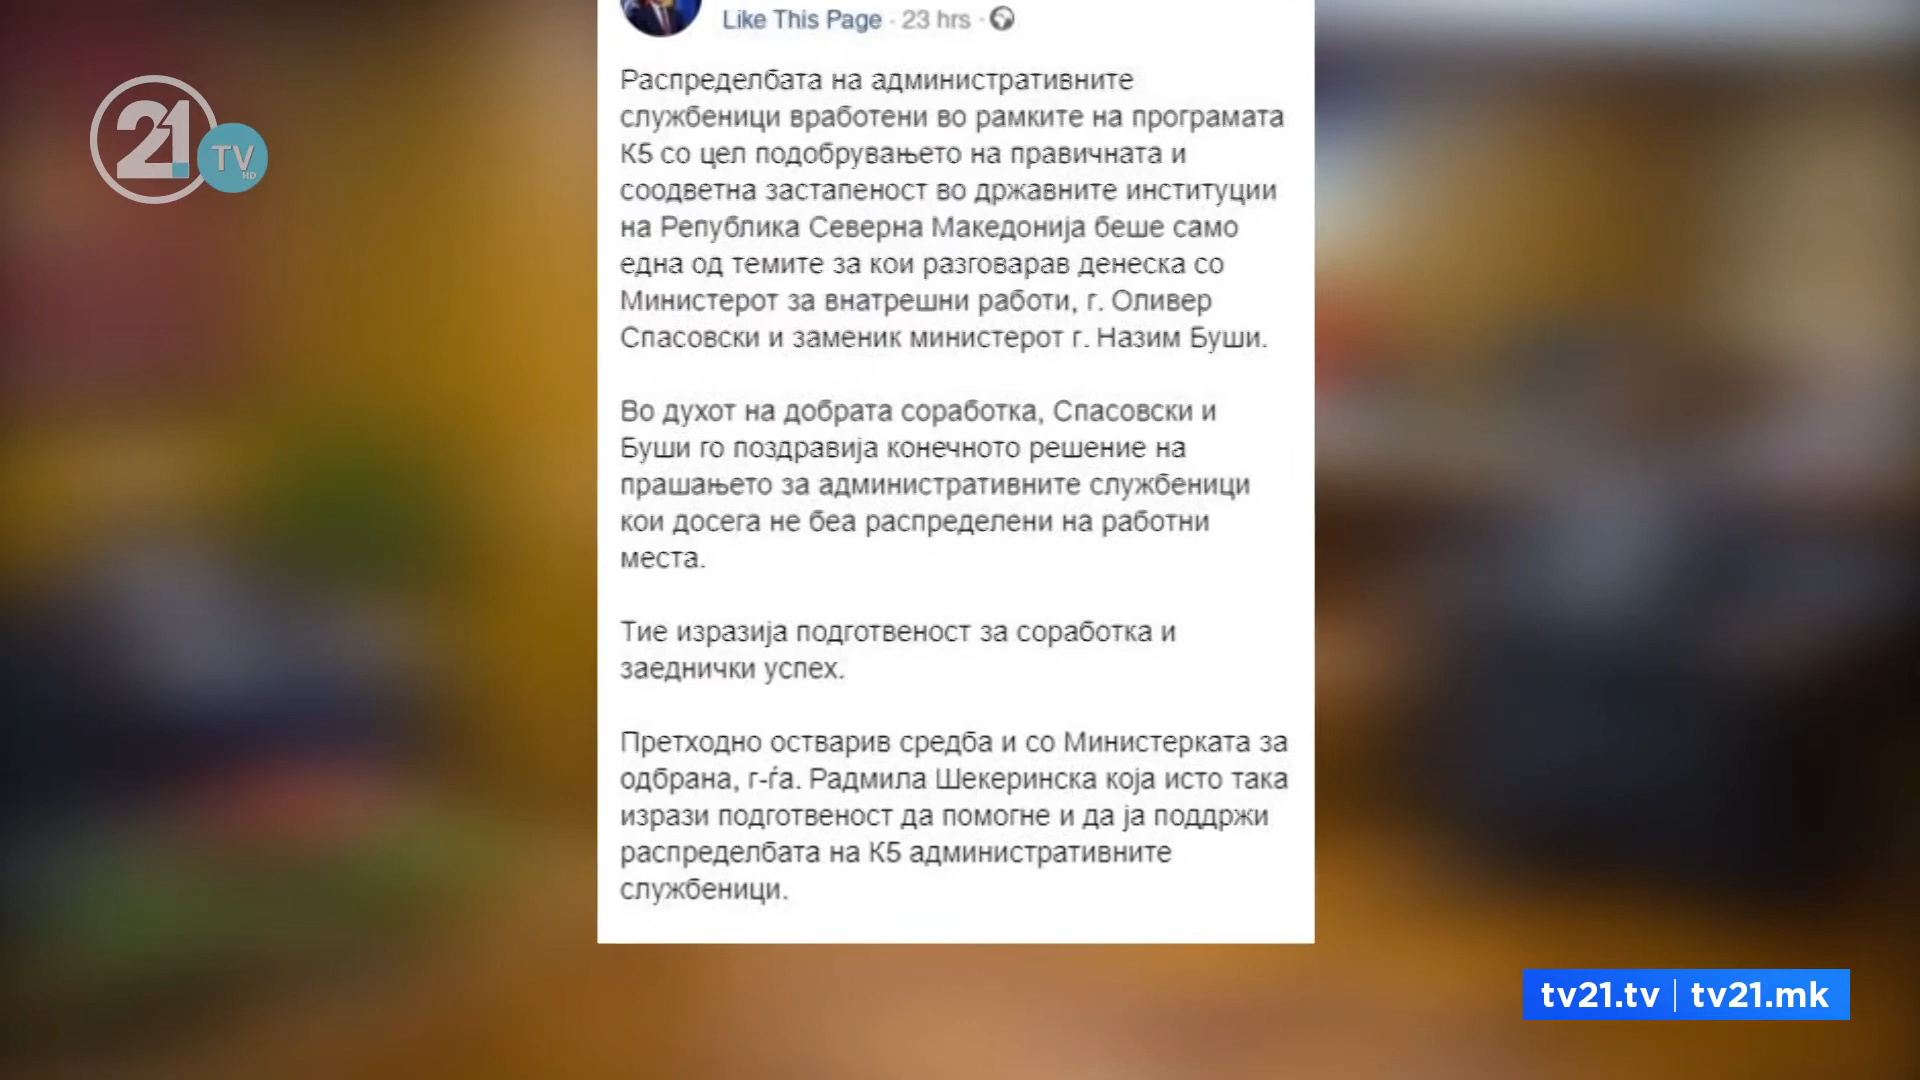 Like This Page · 23 hrs ·
21
TV
HD
Распределбата на административните
службеници вработени во рамките на програмата
К5 со цел подобрувањето на правичната и
соодветна застапеност во државните институции
на Република Северна Македонија беше само
една од темите за кои разговарав денеска со
Министерот за внатрешни работи, г. Оливер
Спасовски и заменик министерот г. Назим Буши.
Во духот на добрата соработка, Спасовски и
Буши го поздравија конечното решение на
прашањето за административните службеници
кои досега не беа распределени на работни
места.
Тие изразија подготвеност за соработка и
заеднички успех.
Претходно остварив средба и со Министерката за
одбрана, г-ѓа. Радмила Шекеринска која исто така
изрази подготвеност да помогне и да ја поддржи
распределбата на К5 административните
службеници.
tv21.tv | tv21.mk